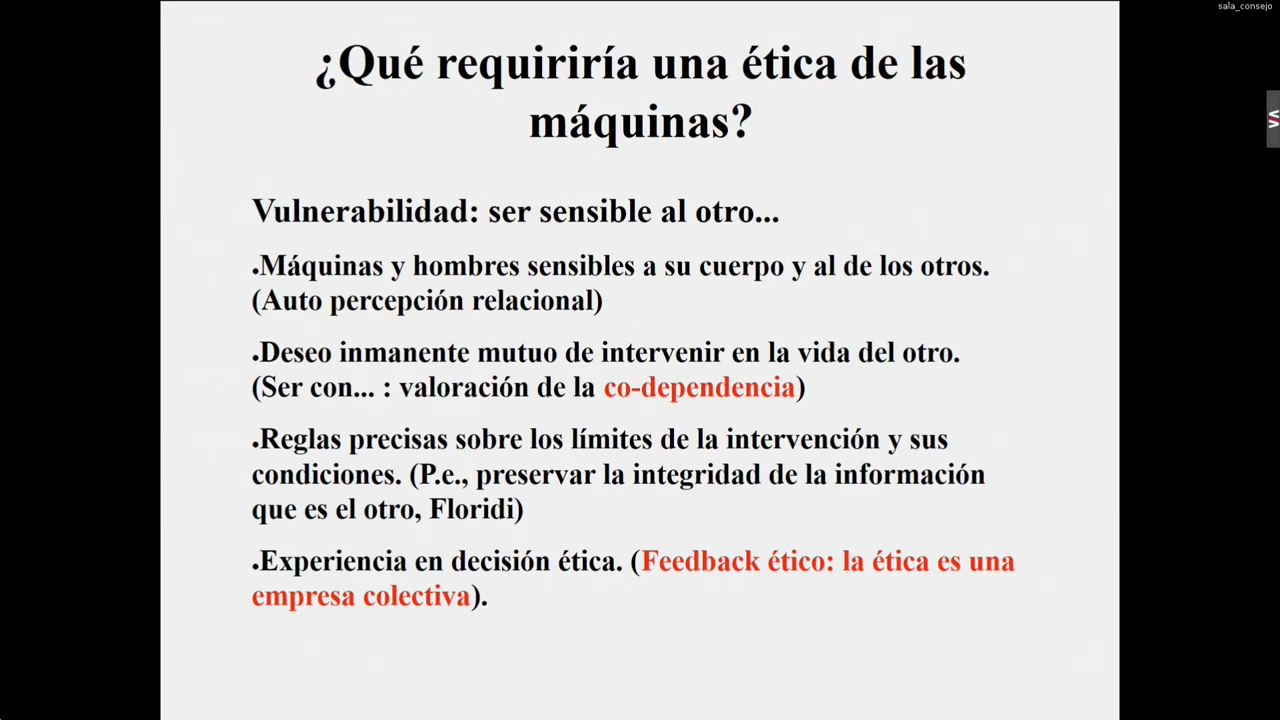 sala_consejo
¿Qué requiriría una ética de las
máquinas?
Vulnerabilidad: ser sensible al otro...
•Máquinas y hombres sensibles a su cuerpo y al de los otros.
(Auto percepción relacional)
•Deseo inmanente mutuo de intervenir en la vida del otro.
(Ser con... : valoración de la co-dependencia)
•Reglas precisas sobre los límites de la intervención y sus
condiciones. (P.e., preservar la integridad de la información
que es el otro, Floridi)
•Experiencia en decisión ética. (Feedback ético: la ética es una
empresa colectiva).